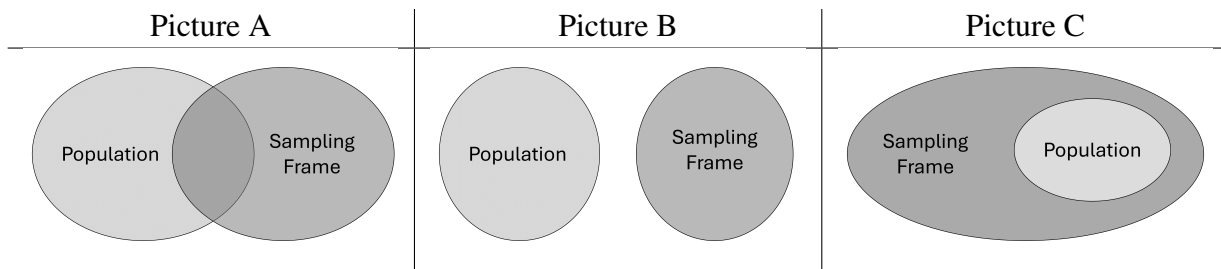 Picture A
Picture B
Picture C
Population
Sampling
Frame
Population
Sampling
Frame
Sampling
Frame
Population